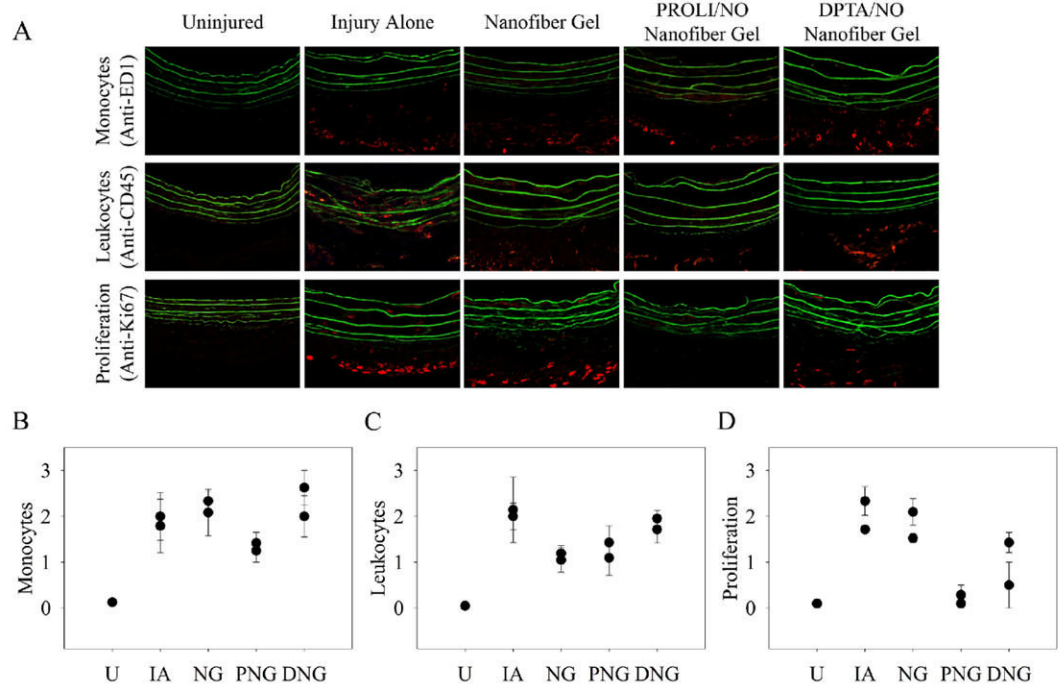 A
Uninjured
Injury Alone
Nanofiber Gel
PROLI/NO
Nanofiber Gel
DPTA/NO
Nanofiber Gel
Monocytes
(Anti-ED1)
Leukocytes
(Anti-CD45)
Proliferation
(Anti-Ki67)
B
Monocytes
3
2
1
0
U IA NG PNG DNG
C
Leukocytes
3
2
1
0
U IA NG PNG DNG
D
Proliferation
3
2
1
0
U IA NG PNG DNG